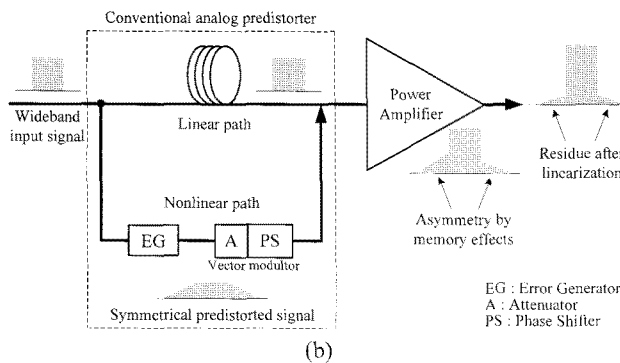 Conventional analog predistorter
Wideband
input signal
Linear path
Power
Amplifier
Residue after
linearization
Nonlinear path
Asymmetry by
memory effects
EG
A
PS
Vector modultor
Symmetrical predistorted signal
EG : Error Generator
A : Attenuator
PS : Phase Shifter
(b)